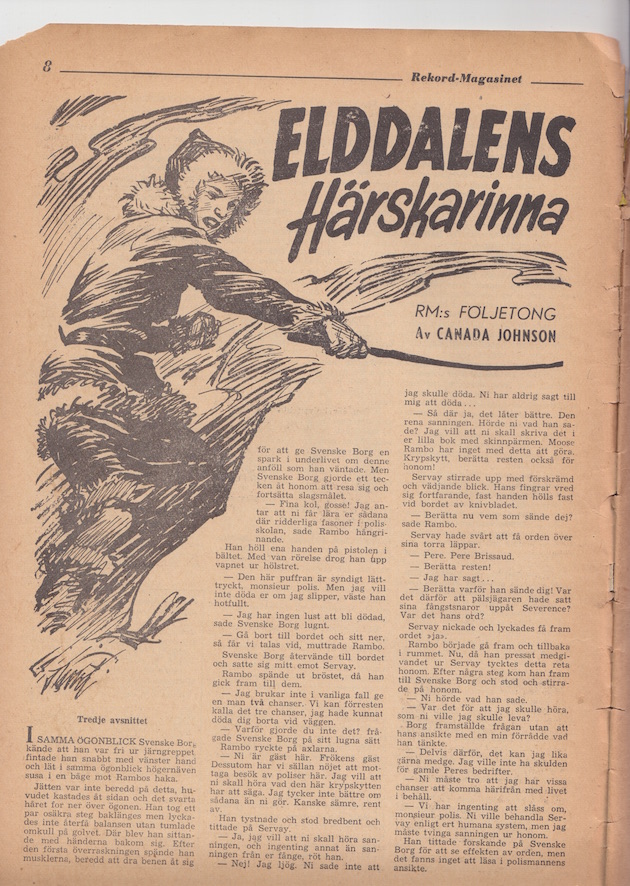 8
Rekord-Magasinet
ELDDALENS
Härskarinna
RM:s FÖLJETONG
Av CANADA JOHNSON
Tredje avsnittet
I SAMMA ÖGONBLICK Svenske Bor,
kände att han var fri ur järngreppet
fintade han snabbt med vänster hand
och lät i samma ögonblick högernäven
susa i en båge mot Rambos haka.
Jätten var inte beredd på detta, hu-
vudet kastades åt sidan och det svarta
håret for ner över ögonen. Han tog ett
par osäkra steg baklänges men lycka-
des inte återfå balansen utan tumlade
omkull på golvet. Där blev han sittan-
de med händerna bakom sig. Efter
den första överraskningen spände han
musklerna, beredd att dra benen åt sig
för att ge Svenske Borg en
spark i underlivet om denne
anföll som han väntade. Men
Svenske Borg gjorde ett tec-
ken åt honom att resa sig och
fortsätta slagsmålet.
— Fina kol, gosse! Jag an-
tar att ni får lära er sådana
där ridderliga fasoner i polis-
skolan, sade Rambo hångri-
nande.
Han höll ena handen på pistolen i
bältet. Med van rörelse drog han upp
vapnet ur hölstret.
— Den här puffran är syndigt lätt-
tryckt, monsieur polis. Men jag vill
inte döda er om jag slipper, väste han
hotfullt.
— Jag har ingen lust att bli dödad,
sade Svenske Borg lugnt.
— Gå bort till bordet och sitt ner,
så får vi talas vid, muttrade Rambo.
Svenske Borg återvände till bordet
och satte sig mitt emot Servay.
Rambo spände ut bröstet, då han
gick fram till dem.
— Jag brukar inte i vanliga fall ge
en man två chanser. Vi kan förresten
kalla det tre chanser, jag hade kunnat
döda dig borta vid väggen.
— Varför gjorde du inte det? frå-
gade Svenske Borg på sitt lugna sätt
Rambo ryckte på axlarna.
— Ni är gäst här. Frökens gäst
Dessutom har vi sällan nöjet att mot-
taga besök av poliser här. Jag vill att
ni skall höra vad den här krypskytten
har att säga. Jag tycker inte bättre om
sådana än ni gör. Kanske sämre, rent
av.
Han tystnade och stod bredbent och
tittade på Servay.
— Ja, jag vill att ni skall höra san-
ningen, och ingenting annat än san-
ningen från er fånge, röt han.
— Nej! Jag ljög. Ni sade inte att
jag skulle döda. Ni har aldrig sagt till
mig att döda...
— Så där ja, det låter bättre. Den
rena sanningen. Hörde ni vad han sa-
de? Jag vill att ni skall skriva det i
er lilla bok med skinnpärmen. Moose
Rambo har inget med detta att göra.
Krypskytt, berätta resten också för
honom!
Servay stirrade upp med förskrämd
och vädjande blick. Hans fingrar vred
sig fortfarande, fast handen hölls fast
vid bordet av knivbladet.
— Berätta nu vem som sände dej?
sade Rambo.
Servay hade svårt att få orden över
sina torra läppar.
— Pere. Pere Brissaud.
— Berätta resten!
— Jag har sagt...
— Berätta varför han sände dig! Var
det därför att pälsjägaren hade satt
sina fångstsnaror uppåt Severence?
Var det hans ord?
Servay nickade och lyckades få fram
ordet »ja».
Rambo började gå fram och tillbaka
i rummet. Nu, då han pressat medgi-
vandet ur Servay tycktes detta reta
honom. Efter några steg kom han fram
till Svenske Borg och stod och stirra-
de på honom.
— Ni hörde vad han sade.
— Var det för att jag skulle höra,
som ni ville jag skulle leva?
Borg framställde frågan utan att
hans ansikte med en min förrådde vad
han tänkte.
— Delvis därför, det kan jag lika
gärna medge. Jag ville inte ha skulden
för gamle Peres bedrifter.
— Ni måste tro att jag har vissa
chanser att komma härifrån med livet
i behåll.
— Vi har ingenting att slåss om,
monsieur polis. Ni ville behandla Ser-
vay enligt ert humana system, men jag
måste tvinga sanningen ur honom.
Han tittade forskande på Svenske
Borg för att se effekten av orden, men
det fanns inget att läsa i polismannens
ansikte.